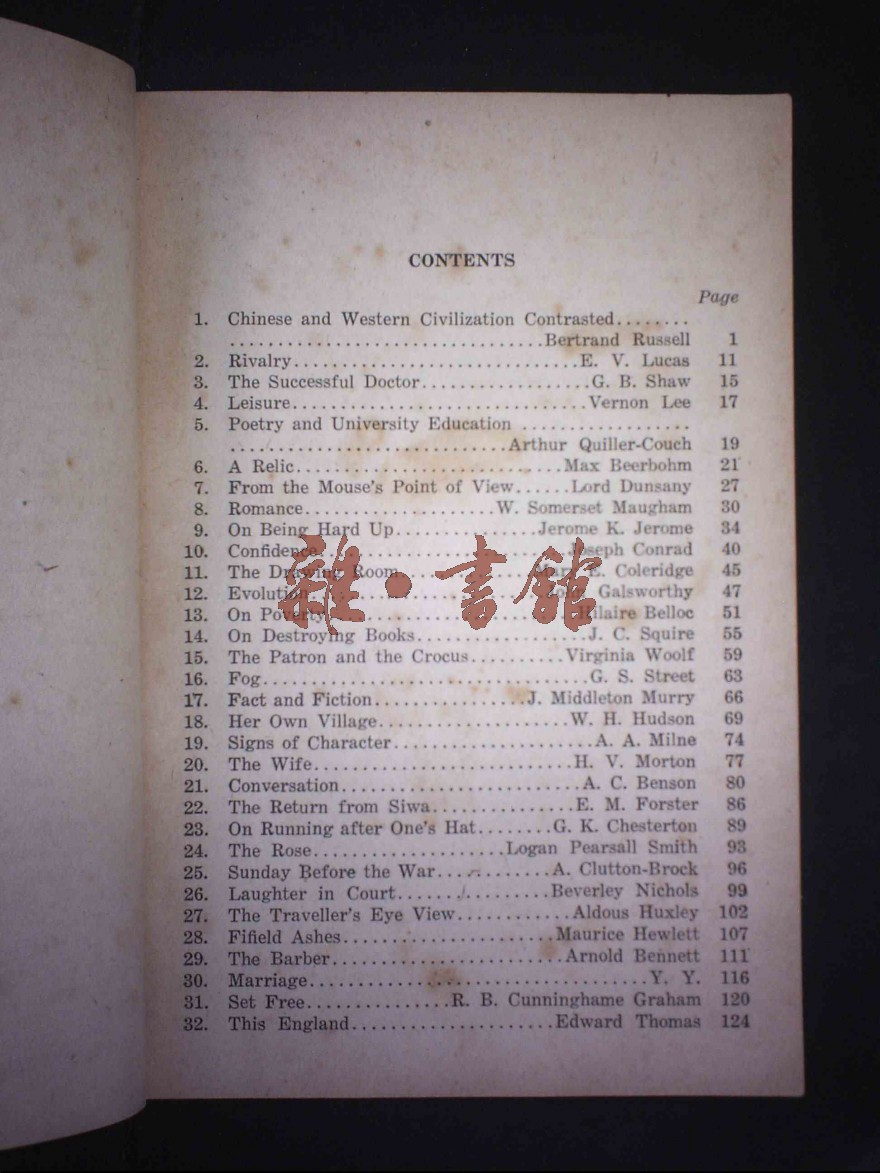 CONTENTS
Page
1. Chinese and Western Civilization Contrasted........
................................Bertrand Russell 1
2. Rivalry.............................E. V. Lucas 11
3. The Successful Doctor.................G. B. Shaw 15
4. Leisure..............................Vernon Lee 17
5. Poetry and University Education ..................
............................Arthur Quiller-Couch 19
6. A Relic...........................Max Beerbohm 21
7. From the Mouse's Point of View......Lord Dunsany 27
8. Romance....................W. Somerset Maugham 30
9. On Being Hard Up..............Jerome K. Jerome 34
10. Confidence..........................Joseph Conrad 40
11. The Drawing Room..............Mary E. Coleridge 45
12. Evolution........................John Galsworthy 47
13. On Poverty.........................Hilaire Belloc 51
14. On Destroying Books..................J. C. Squire 55
15. The Patron and the Crocus..........Virginia Woolf 59
16. Fog.................................G. S. Street 63
17. Fact and Fiction................J. Middleton Murry 66
18. Her Own Village...................W. H. Hudson 69
19. Signs of Character.....................A. A. Milne 74
20. The Wife..........................H. V. Morton 77
21. Conversation.........................A. C. Benson 80
22. The Return from Siwa...............E. M. Forster 86
23. On Running after One's Hat........G. K. Chesterton 89
24. The Rose....................Logan Pearsall Smith 93
25. Sunday Before the War............A. Clutton-Brock 96
26. Laughter in Court................Beverley Nichols 99
27. The Traveller's Eye View............Aldous Huxley 102
28. Fifield Ashes......................Maurice Hewlett 107
29. The Barber........................Arnold Bennett 111
30. Marriage...................................Y. Y. 116
31. Set Free...............R. B. Cunninghame Graham 120
32. This England.....................Edward Thomas 124
雜·書館